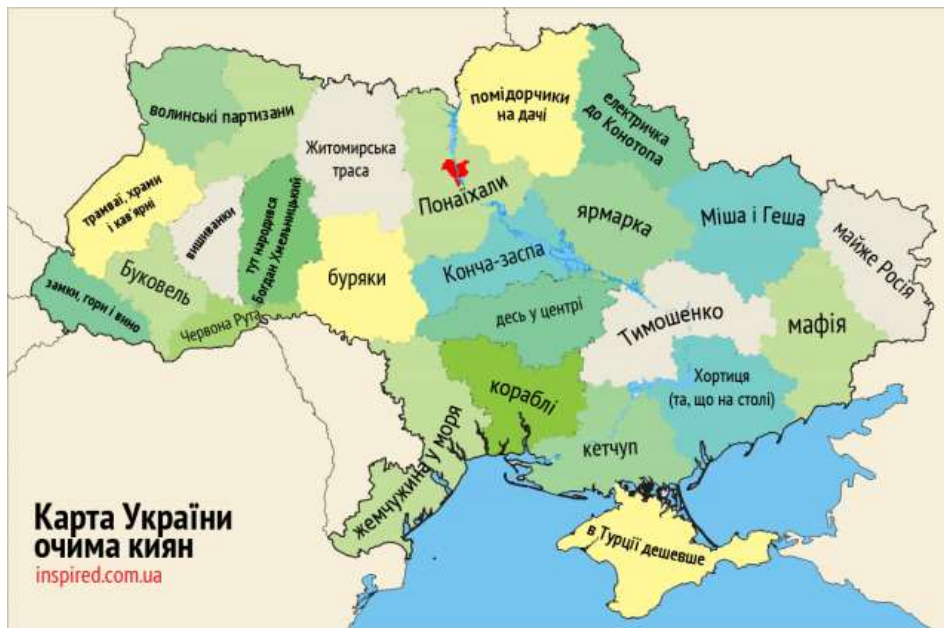 волинські партизани
Житомирська
траса
помідорчики
на дачі
електричка
до Конотопа
трамваї, храми
і кав'ярні
вишиванки
тут народився
Богдан Хмельницький
Понаїхали
ярмарка
Міша і Геша
майже Росія
замки, гори і вино
Буковель
Червона Рута
буряки
Конча-заспа
десь у центрі
Тимошенко
мафія
кораблі
Хортиця
(та, що на столі)
кетчуп
жемчужина у моря
в Турції дешевше
Карта України
очима киян
inspired.com.ua